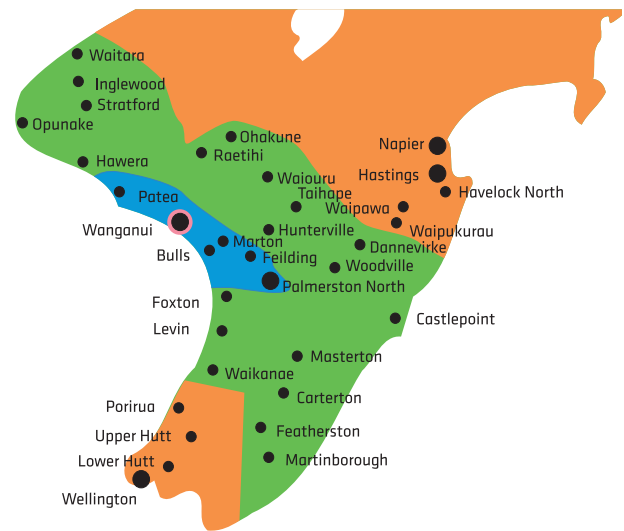 Waitara
Inglewood
Stratford
Opunake
Ohakune
Napier
Raetihi
Hawera
Hastings
Waiouru
Taihape
Havelock North
Patea
Waipawa
Wanganui
Hunterville
Waipukurau
Marton
Dannevirke
Bulls
Feilding
Woodville
Palmerston North
Foxton
Castlepoint
Levin
Masterton
Waikanae
Carterton
Porirua
Featherston
Upper Hutt
Lower Hutt
Martinborough
Wellington